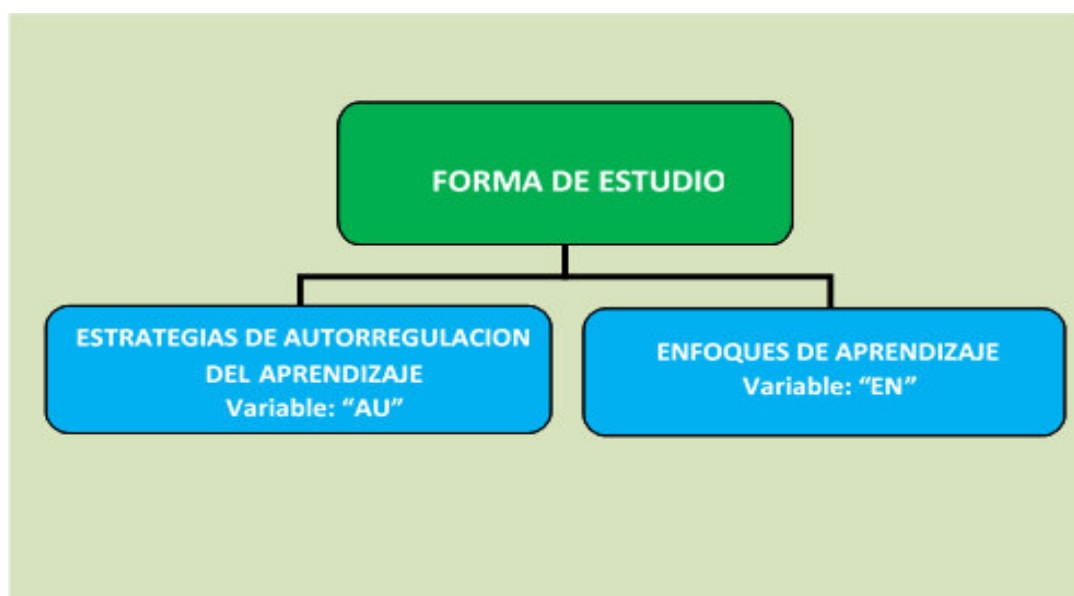 FORMA DE ESTUDIO
ESTRATEGIAS DE AUTORREGULACION
DEL APRENDIZAJE
Variable: “AU”
ENFOQUES DE APRENDIZAJE
Variable: “EN”